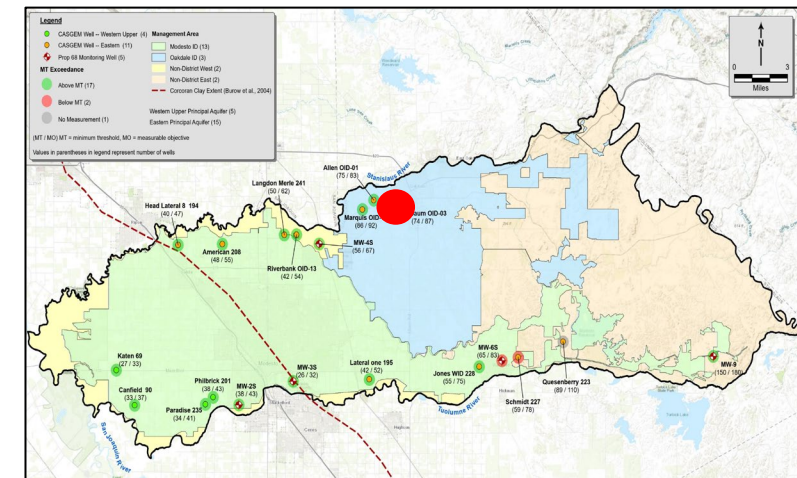 Legend
CASGEM Well -- Western Upper (4)
CASGEM Well -- Eastern (11)
Prop 68 Monitoring Well (5)
MT Exceedance
Above MT (17)
Below MT (2)
No Measurement (1)
Management Area
Modesto ID (13)
Oakdale ID (3)
Non-District West (2)
Non-District East (2)
Corcoran Clay Extent (Burow et al., 2004)
Western Upper Principal Aquifer (5)
Eastern Principal Aquifer (15)
(MT / MO) MT = minimum threshold, MO = measurable objective
Values in parentheses in legend represent number of wells
N
0 3
Miles
Allen OID-01
(75 / 83)
Stanislaus River
Langdon Merle 241
(50 / 62)
Head Lateral 8 194
(40 / 47)
Marquis OID
(86 / 92)
aum OID-03
(74 / 87)
MW-4S
(56 / 67)
American 208
(48 / 55)
Riverbank OID-13
(42 / 54)
Katen 69
(27 / 33)
Canfield 90
(33 / 37)
Philbrick 201
(38 / 43)
Paradise 235
(34 / 41)
MW-2S
(38 / 43)
MW-3S
(26 / 32)
Lateral one 195
(42 / 52)
MW-6S
(65 / 83)
Jones WID 228
(55 / 75)
Schmidt 227
(59 / 78)
Quesenberry 223
(89 / 110)
MW-9
(150 / 180)
Tuolumne River
San Joaquin River